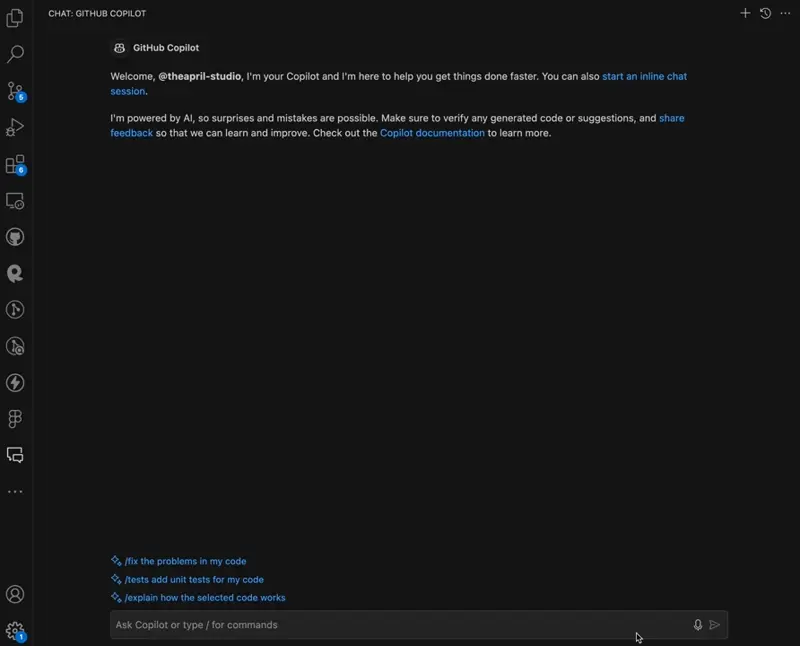 CHAT: GITHUB COPILOT
GitHub Copilot
Welcome, @theapril-studio, I'm your Copilot and I'm here to help you get things done faster. You can also start an inline chat
session.
I'm powered by AI, so surprises and mistakes are possible. Make sure to verify any generated code or suggestions, and share
feedback so that we can learn and improve. Check out the Copilot documentation to learn more.
5
6
/fix the problems in my code
/tests add unit tests for my code
/explain how the selected code works
Ask Copilot or type / for commands
1